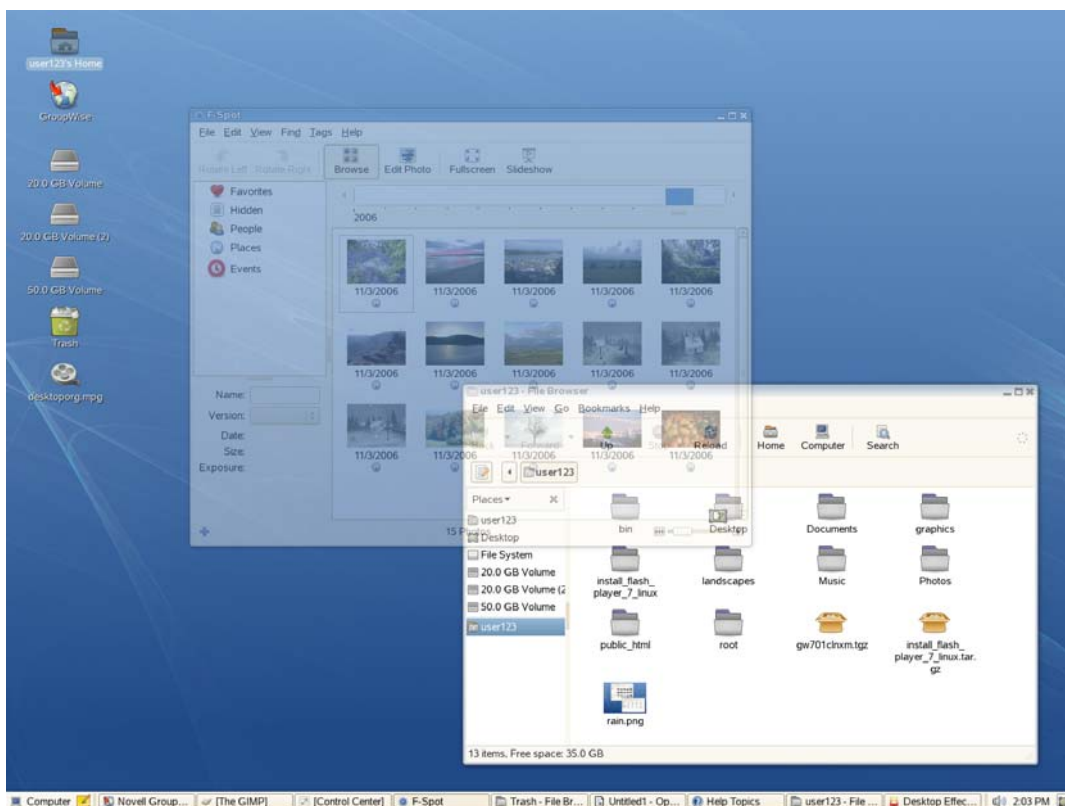 user123's Home
GroupWise
20.0 GB Volume
20.0 GB Volume (2)
50.0 GB Volume
Trash
desktoporg.mpg
F-Spot
File Edit View Find Tags Help
Rotate Left Rotate Right Browse Edit Photo Fullscreen Slideshow
Favorites
Hidden
People
Places
Events
2006
11/3/2006 11/3/2006 11/3/2006 11/3/2006 11/3/2006
11/3/2006 11/3/2006 11/3/2006 11/3/2006 11/3/2006
11/3/2006 11/3/2006 11/3/2006 11/3/2006 11/3/2006
Name:
Version:
Date:
Size:
Exposure:
15 Photos
user123 - File Browser
File Edit View Go Bookmarks Help
Back Forward Up Reload Home Computer Search
user123
Places
user123
Desktop
File System
20.0 GB Volume
20.0 GB Volume (2
50.0 GB Volume
user123
bin Desktop Documents graphics
install_flash_
player_7_linux
landscapes Music Photos
public_html root gw701clnxm.tgz
install_flash_
player_7_linux.tar.
gz
rain.png
13 items, Free space: 35.0 GB
Computer Novell Group... [The GIMP] [Control Center] F-Spot Trash - File Br... Untitled1 - Op... Help Topics user123 - File ... Desktop Effec... 2:03 PM